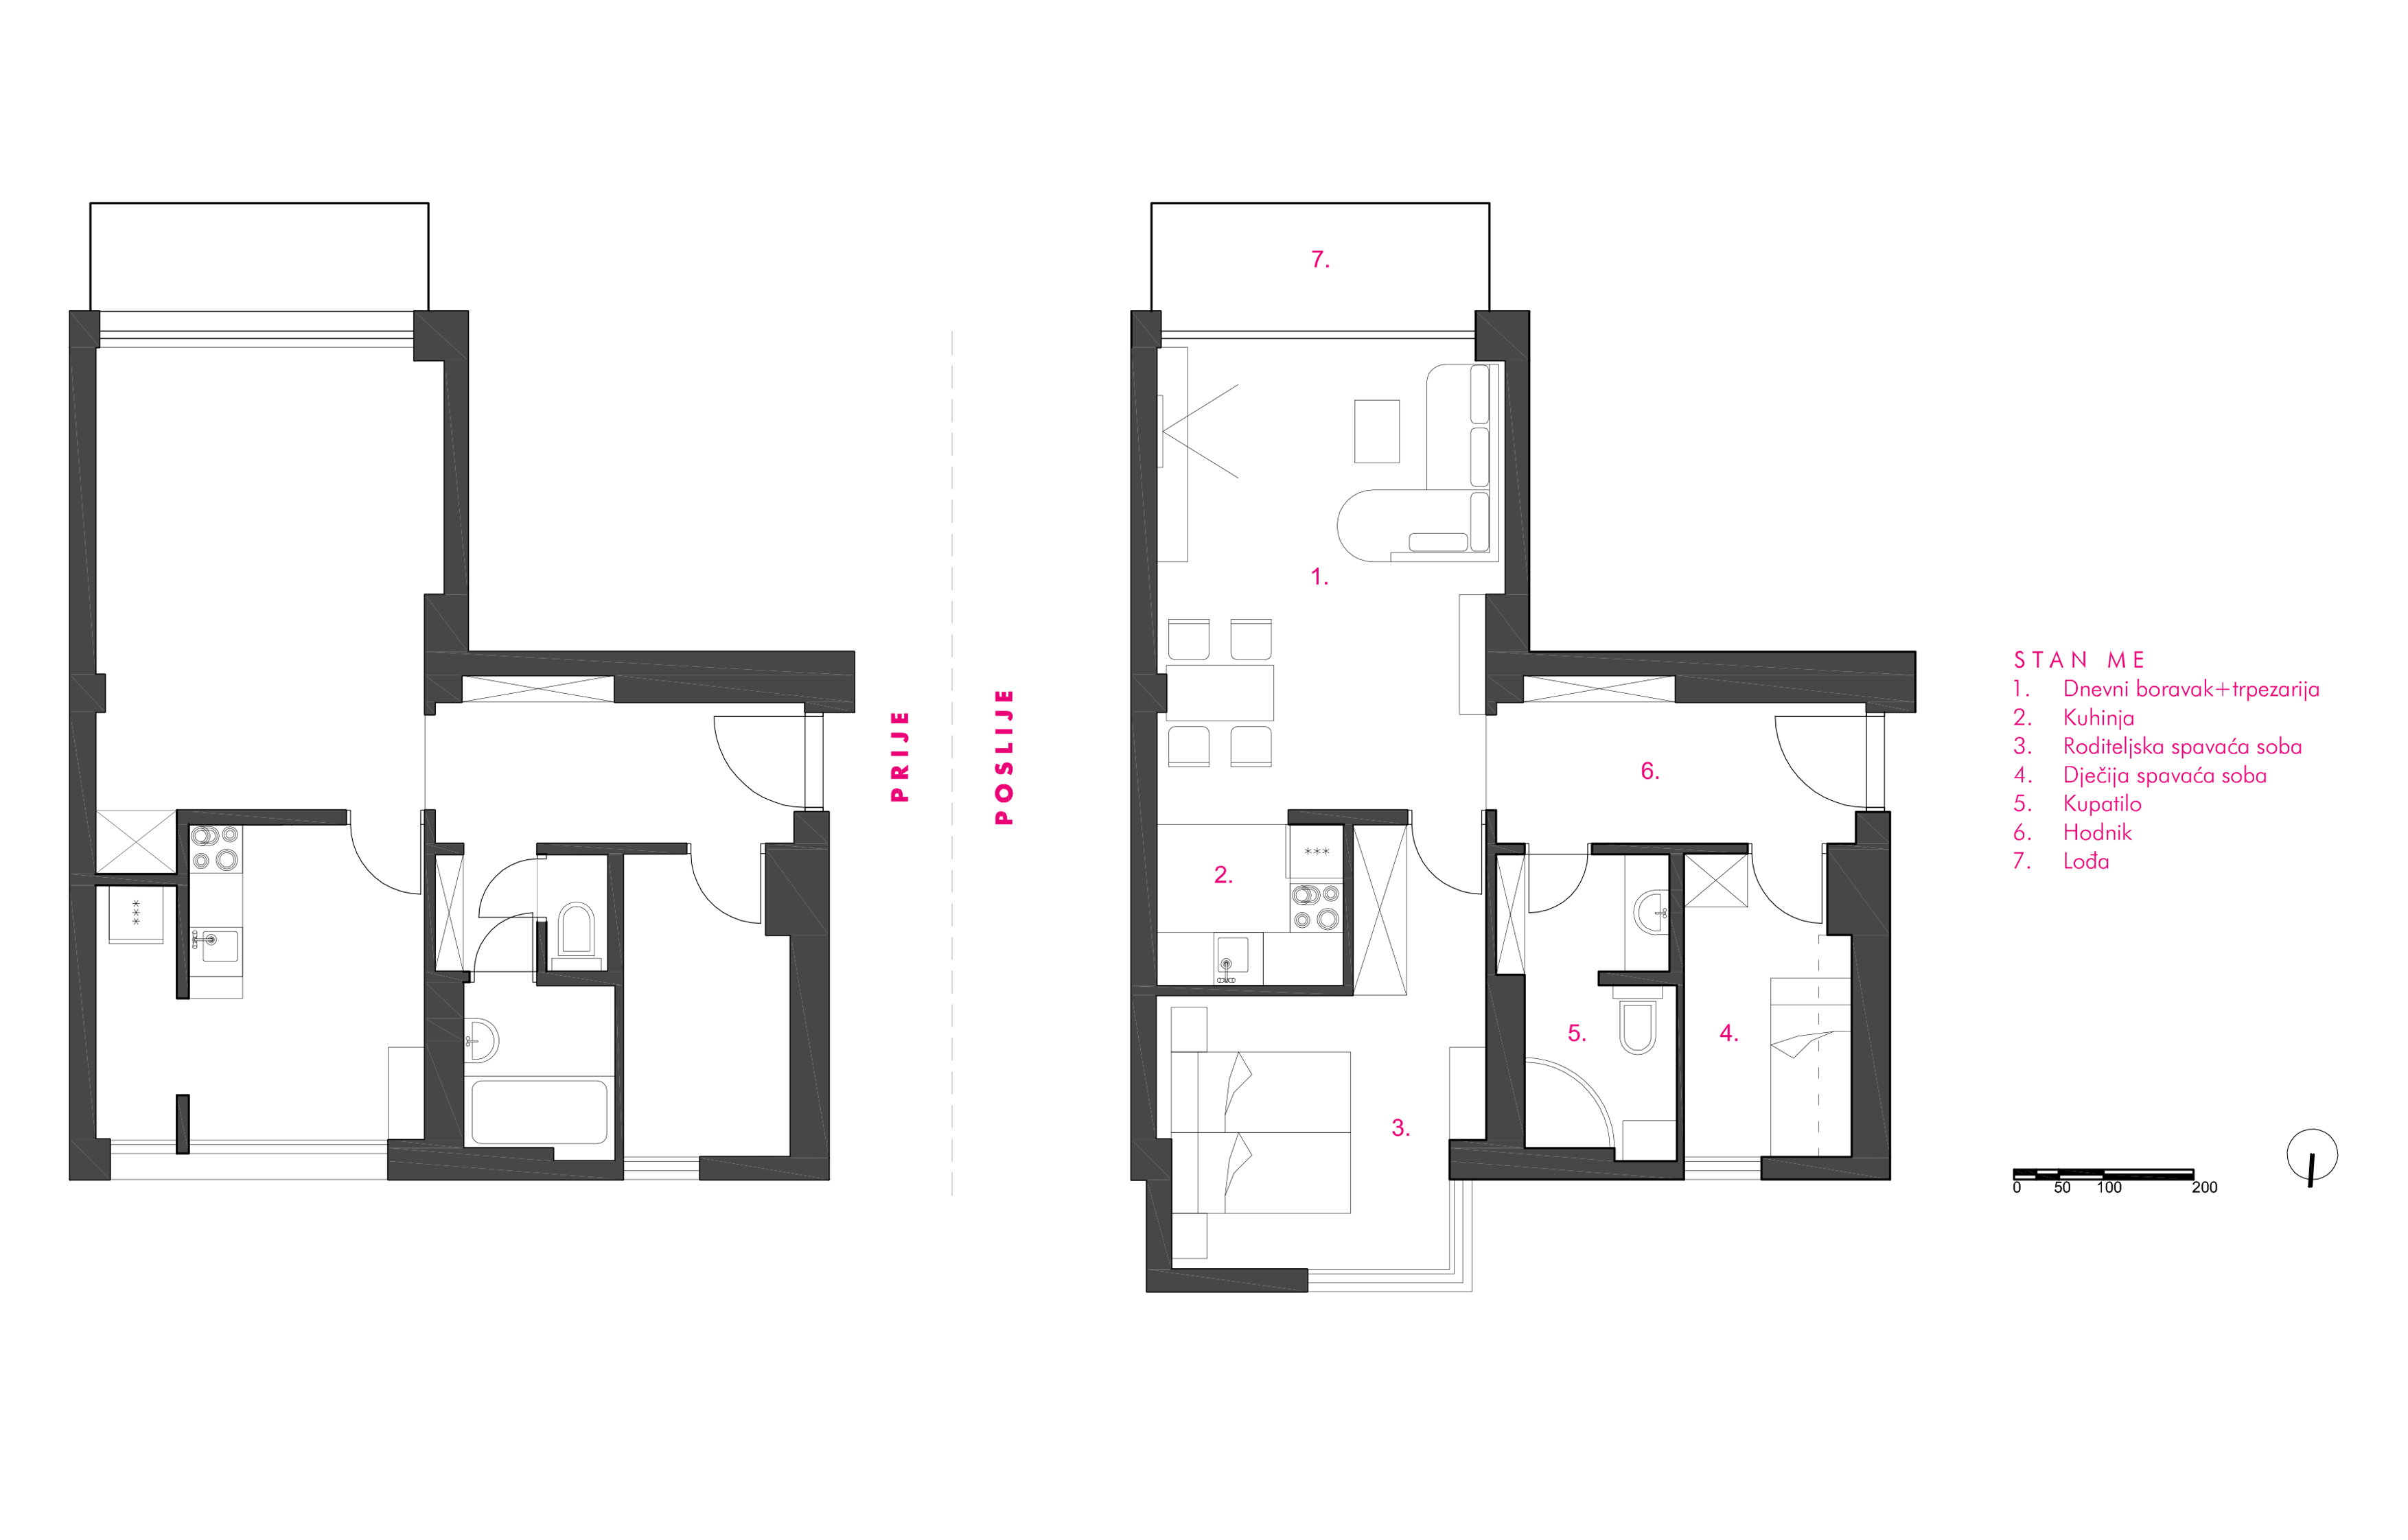 PRIJE
POSLIJE
7.
1.
6.
2.
5.
4.
3.
STAN ME
1. Dnevni boravak+trpezarija
2. Kuhinja
3. Roditeljska spavaća soba
4. Dječija spavaća soba
5. Kupatilo
6. Hodnik
7. Lođa
0 50 100 200